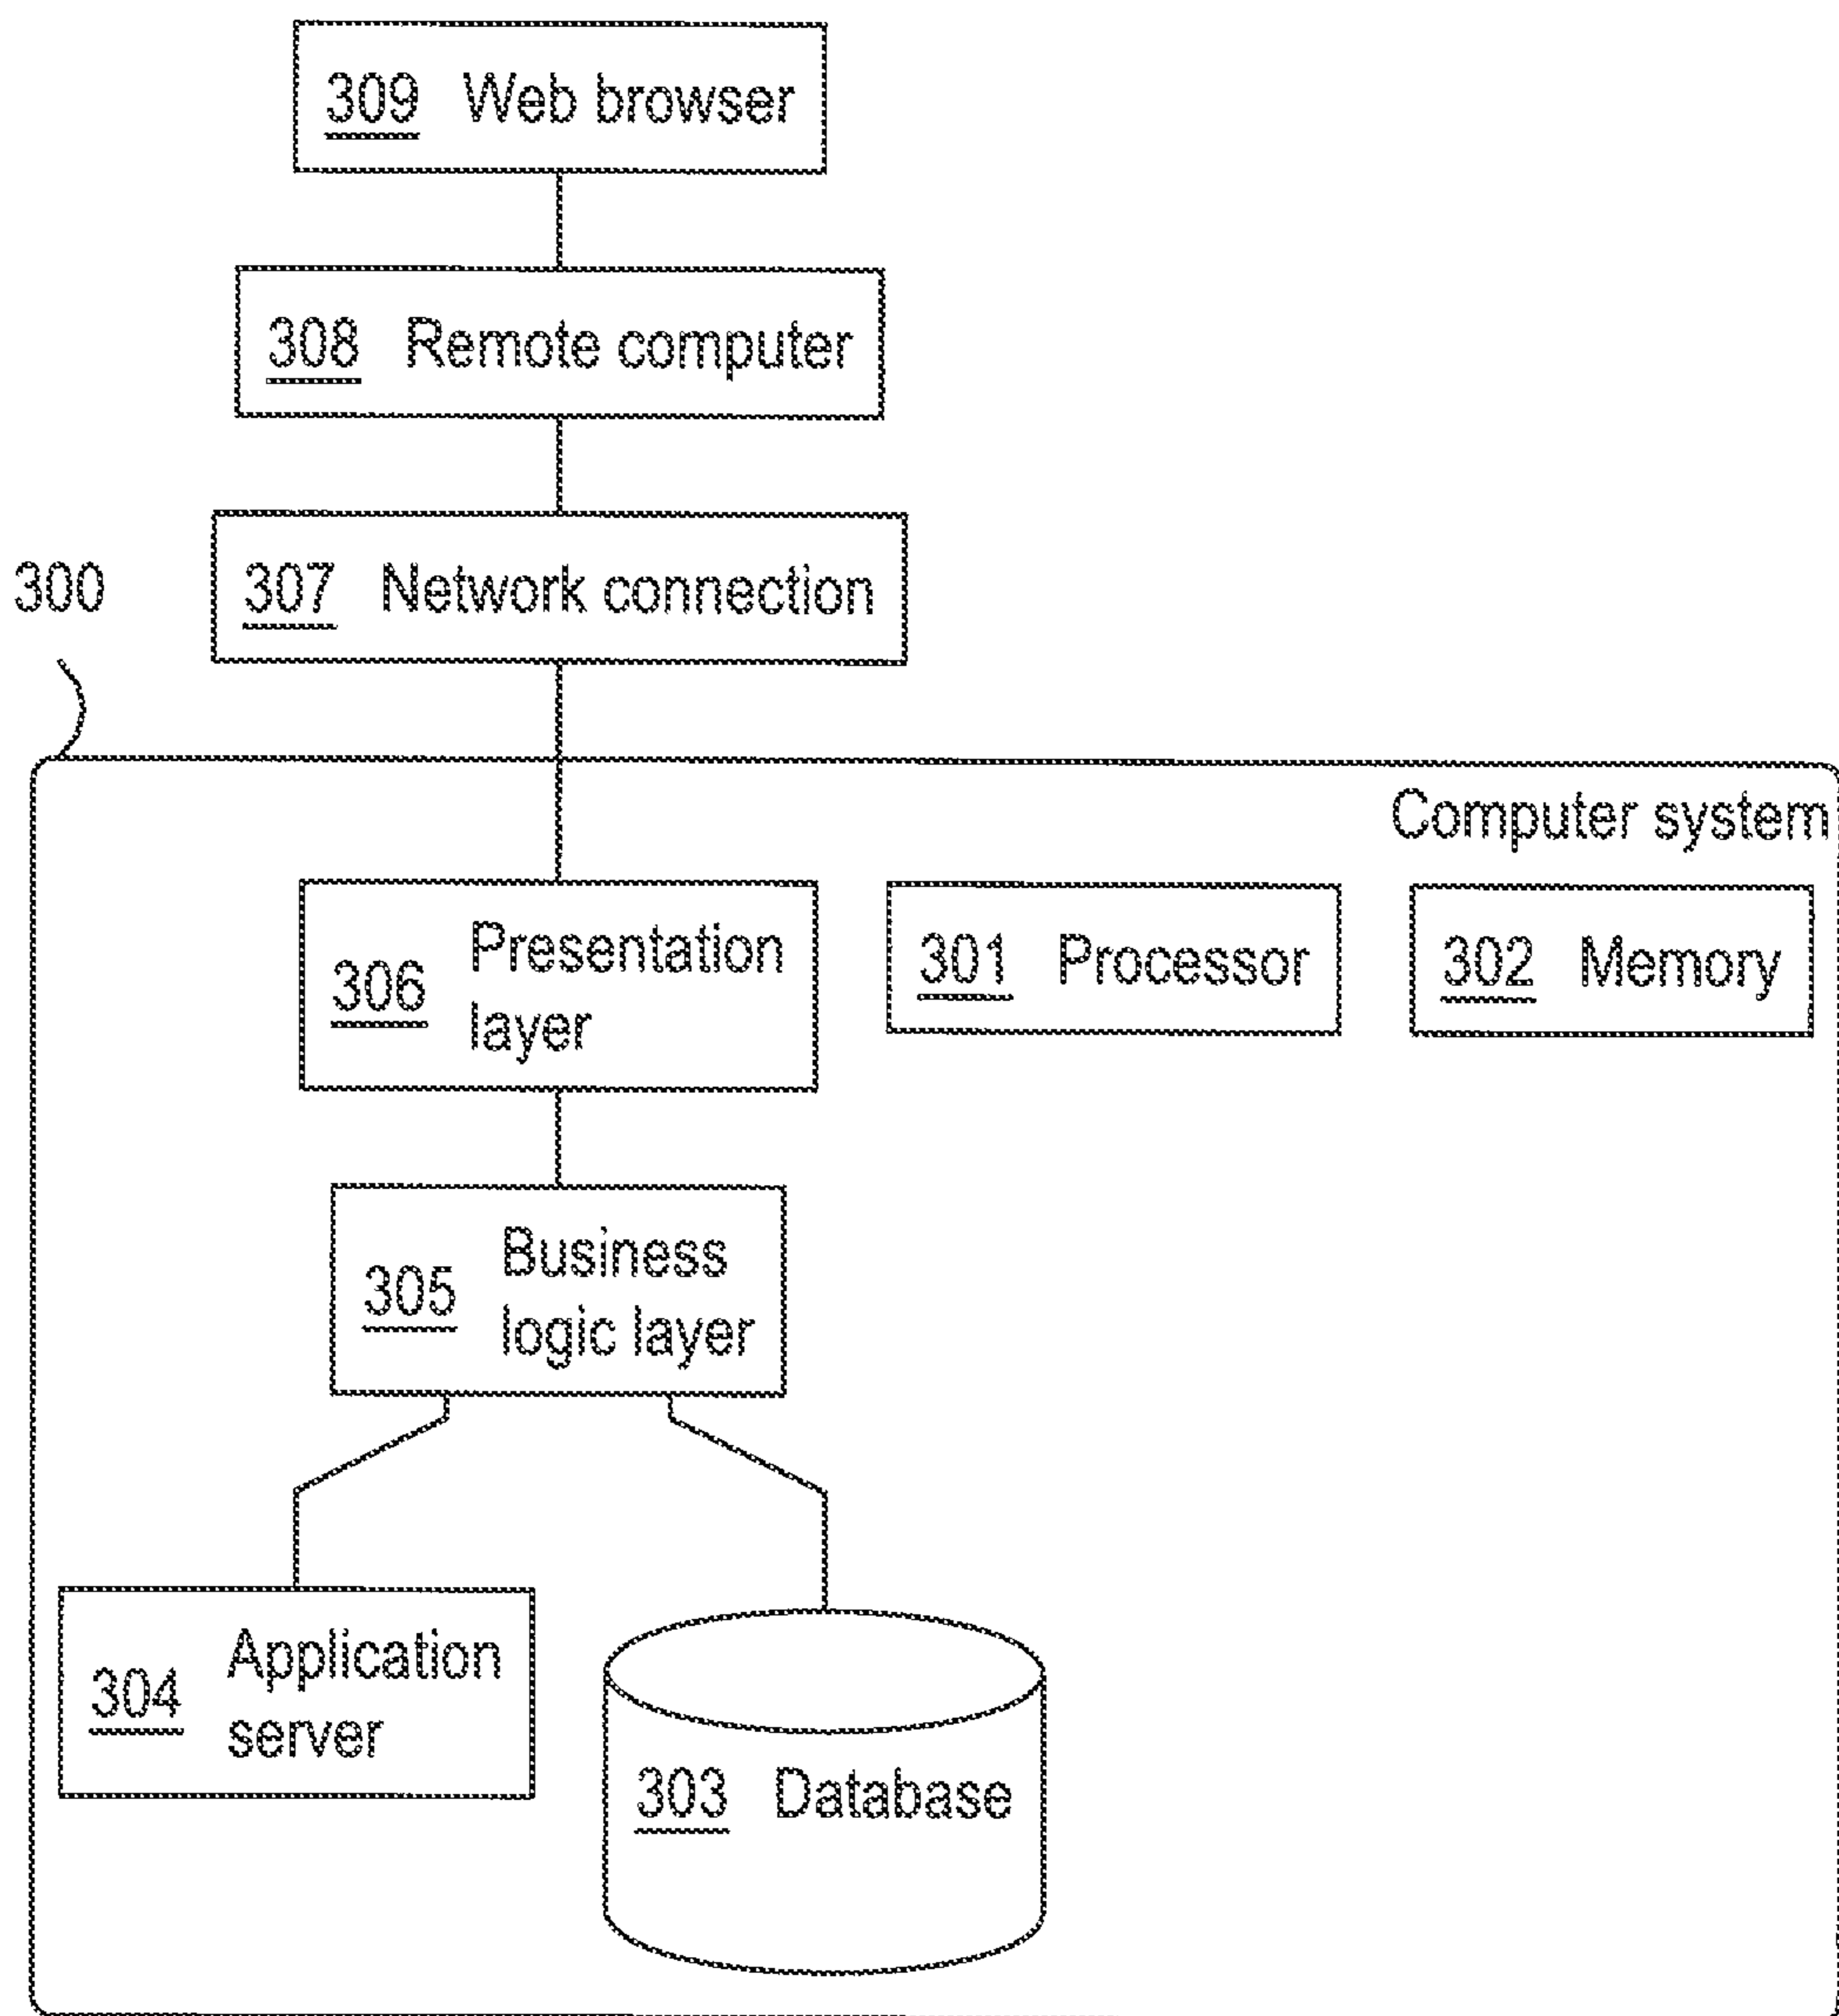 309 Web browser
308 Remote computer
300
307 Network connection
Computer system
306 Presentation
layer
301 Processor
302 Memory
305 Business
logic layer
304 Application
server
303 Database